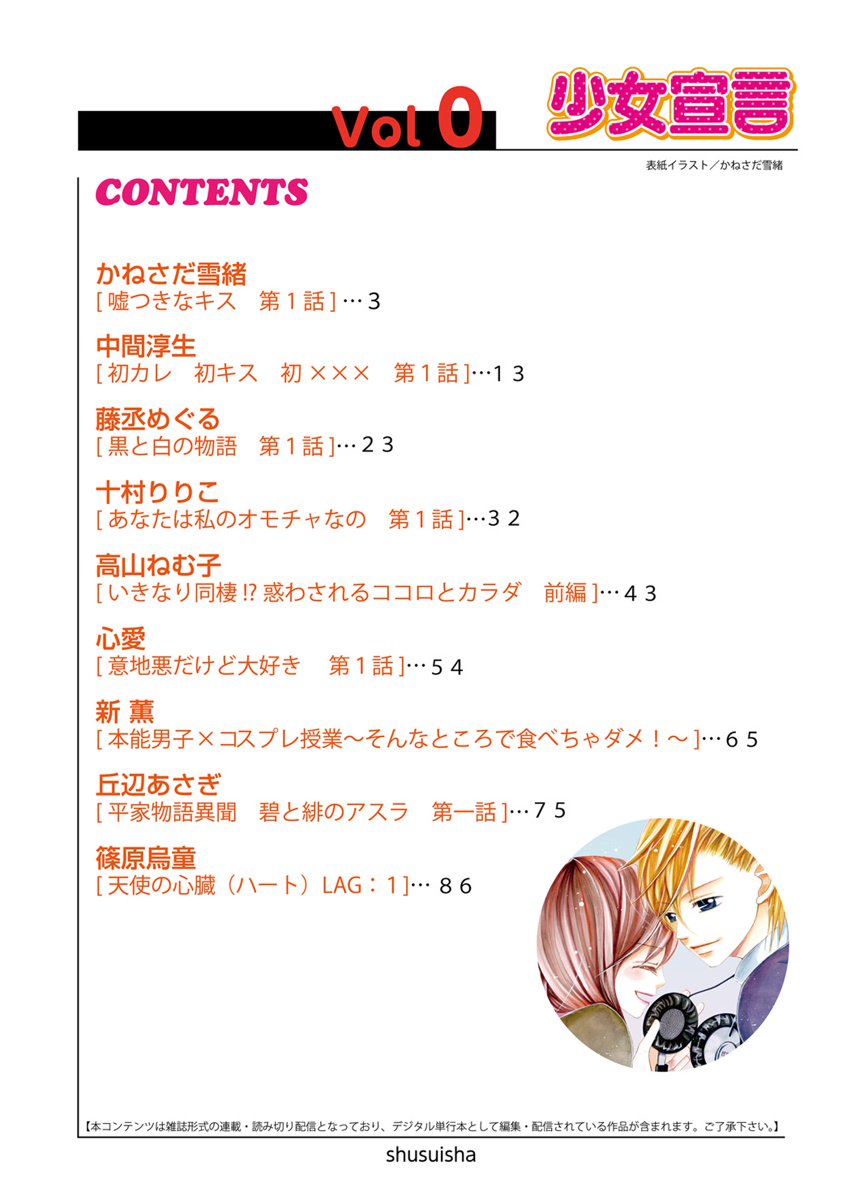 Vol 0
少女宣言
表紙イラスト／かねさだ雪緒
CONTENTS
かねさだ雪緒
[ 嘘つきなキス　第１話 ] … 3
中間淳生
[ 初カレ　初キス　初 ×××　第１話 ]…１３
藤丞めぐる
[ 黒と白の物語　第１話 ]… ２３
十村りりこ
[ あなたは私のオモチャなの　第１話 ]…３２
高山ねむ子
[ いきなり同棲 !? 惑わされるココロとカラダ　前編 ]… ４３
心愛
[ 意地悪だけど大好き　第１話 ]… ５４
新 薫
[ 本能男子×コスプレ授業～そんなところで食べちゃダメ！～ ]… ６５
丘辺あさぎ
[ 平家物語異聞　碧と緋のアスラ　第一話 ]… ７５
篠原烏童
[ 天使の心臓（ハート）LAG：１]… ８６
【本コンテンツは雑誌形式の連載・読み切り配信となっており、デジタル単行本として編集・配信されている作品が含まれます。ご了承下さい。】
shusuisha